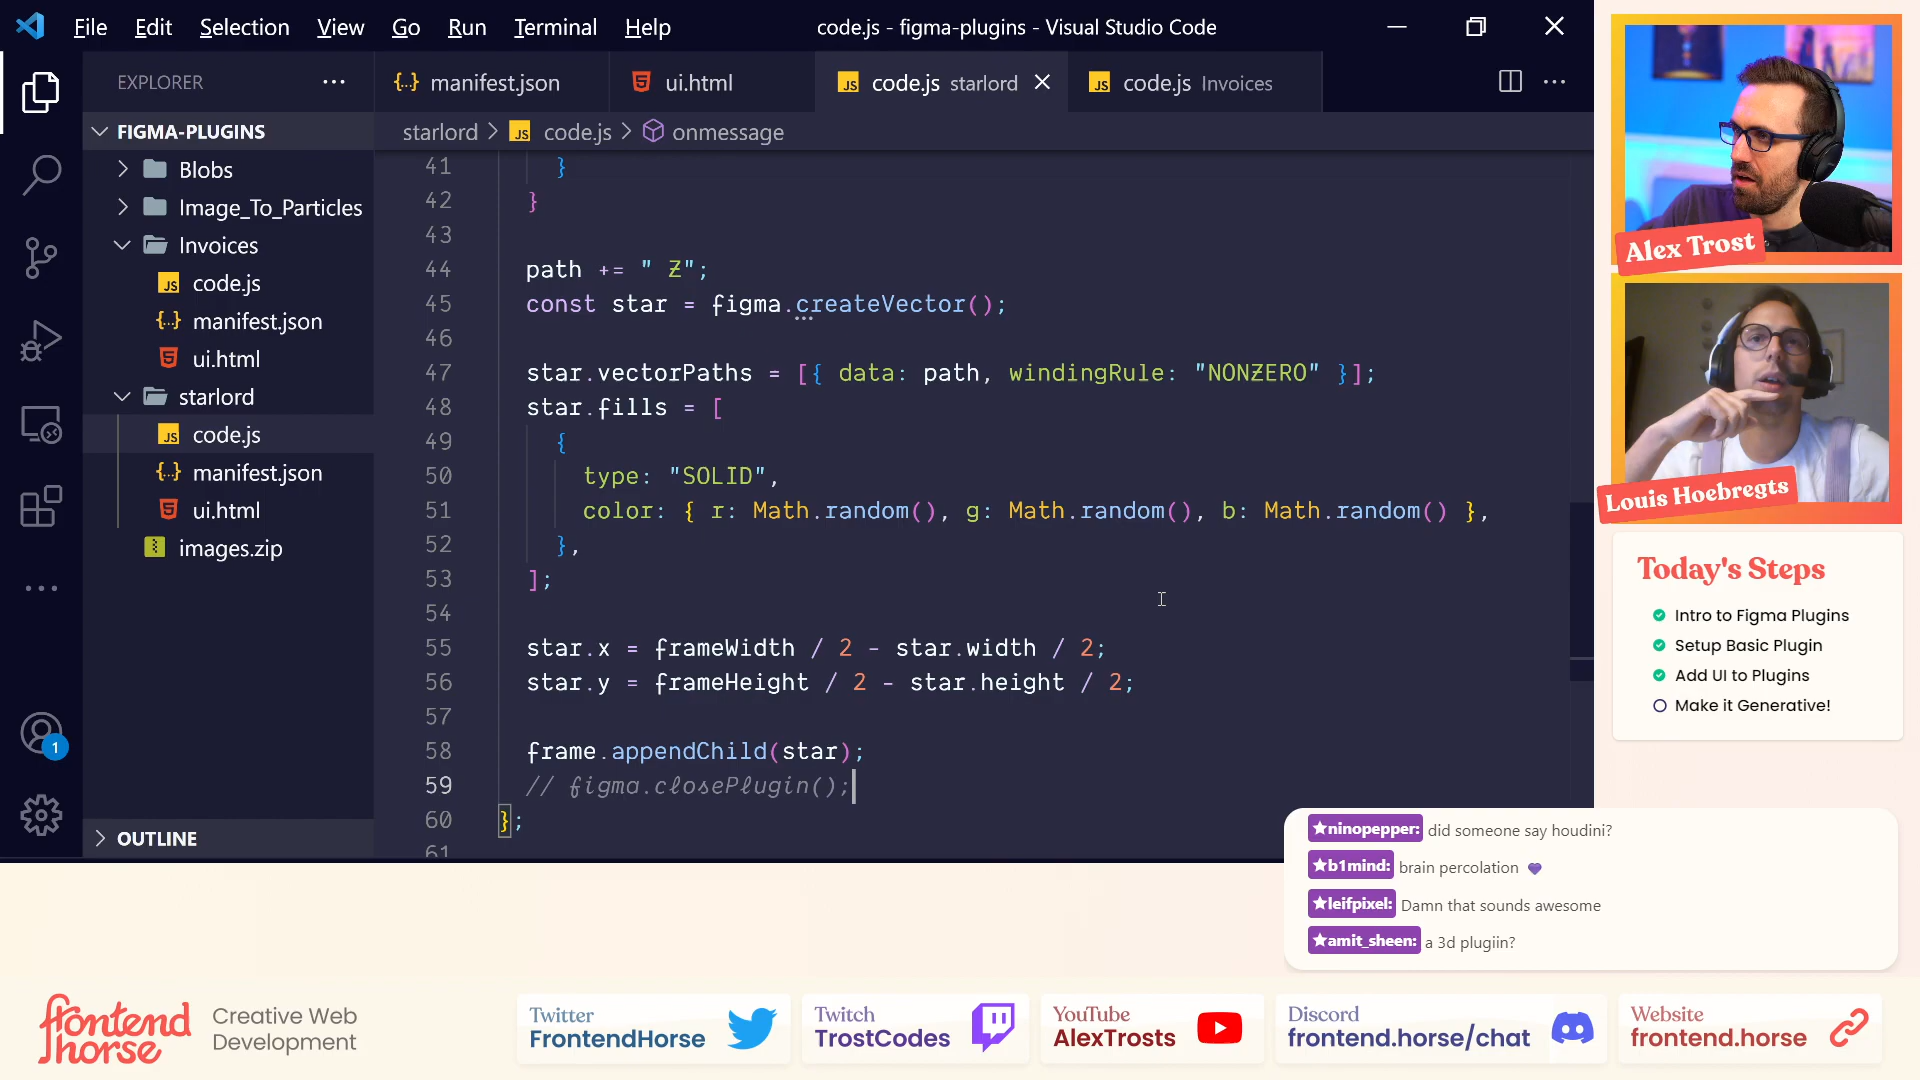 File Edit Selection View Go Run Terminal Help
code.js - figma-plugins - Visual Studio Code
EXPLORER
FIGMA-PLUGINS
Blobs
Image_To_Particles
Invoices
code.js
manifest.json
ui.html
starlord
code.js
manifest.json
ui.html
images.zip
1
OUTLINE
manifest.json
ui.html
code.js starlord
code.js Invoices
starlord > code.js > onmessage
41 }
42 }
43
44 path += " Z";
45 const star = figma.createVector();
46
47 star.vectorPaths = [{ data: path, windingRule: "NONZERO" }];
48 star.fills = [
49 {
50 type: "SOLID",
51 color: { r: Math.random(), g: Math.random(), b: Math.random() },
52 },
53 ];
54
55 star.x = frameWidth / 2 - star.width / 2;
56 star.y = frameHeight / 2 - star.height / 2;
57
58 frame.appendChild(star);
59 // figma.closePlugin();
60 };
61
Alex Trost
Louis Hoebregts
Today's Steps
Intro to Figma Plugins
Setup Basic Plugin
Add UI to Plugins
Make it Generative!
★ninopepper: did someone say houdini?
★b1mind: brain percolation 💜
★leifpixel: Damn that sounds awesome
★amit_sheen: a 3d plugiin?
frontend
horse
Creative Web
Development
Twitter
FrontendHorse
Twitch
TrostCodes
YouTube
AlexTrosts
Discord
frontend.horse/chat
Website
frontend.horse